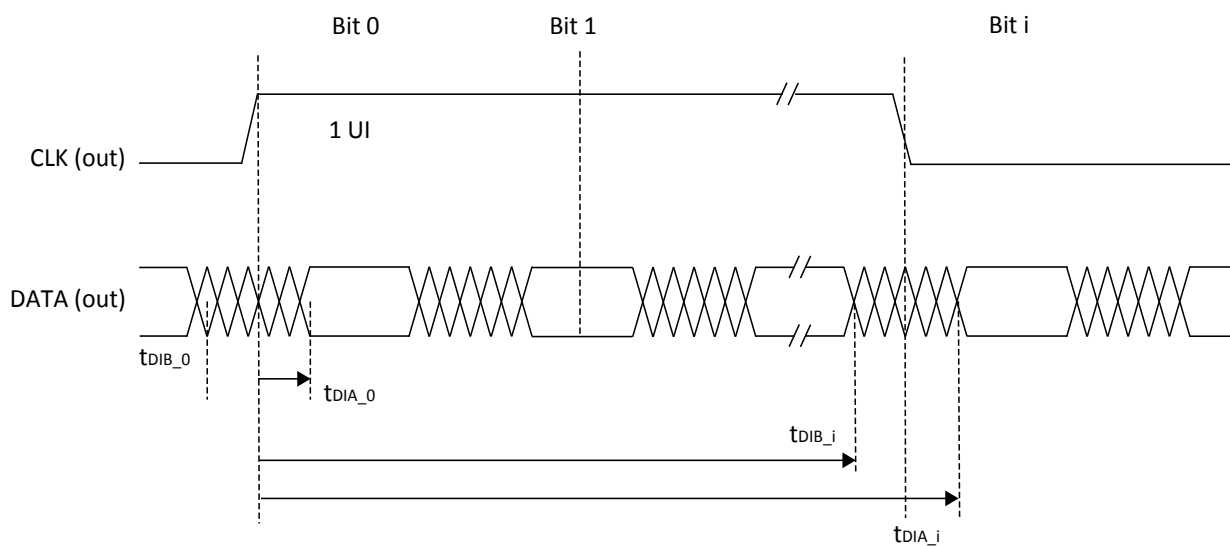 Bit 0 Bit 1 Bit i
1 UI
CLK (out)
DATA (out)
tDIB_0
tDIA_0
tDIB_i
tDIA_i